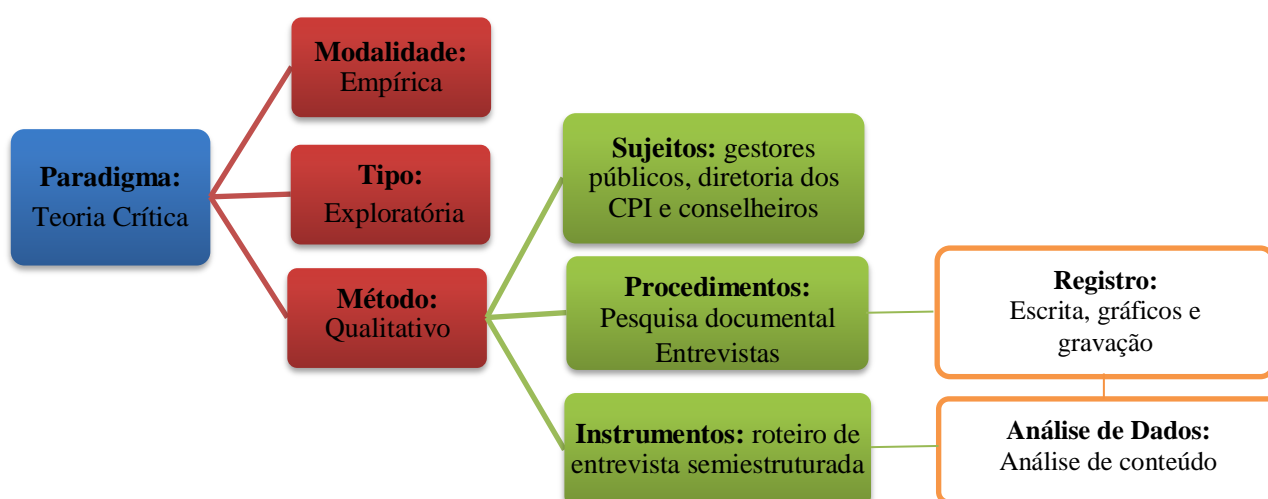 Paradigma:
Teoria Crítica
Modalidade:
Empírica
Tipo:
Exploratória
Método:
Qualitativo
Sujeitos: gestores
públicos, diretoria dos
CPI e conselheiros
Procedimentos:
Pesquisa documental
Entrevistas
Instrumentos: roteiro de
entrevista semiestruturada
Registro:
Escrita, gráficos e
gravação
Análise de Dados:
Análise de conteúdo